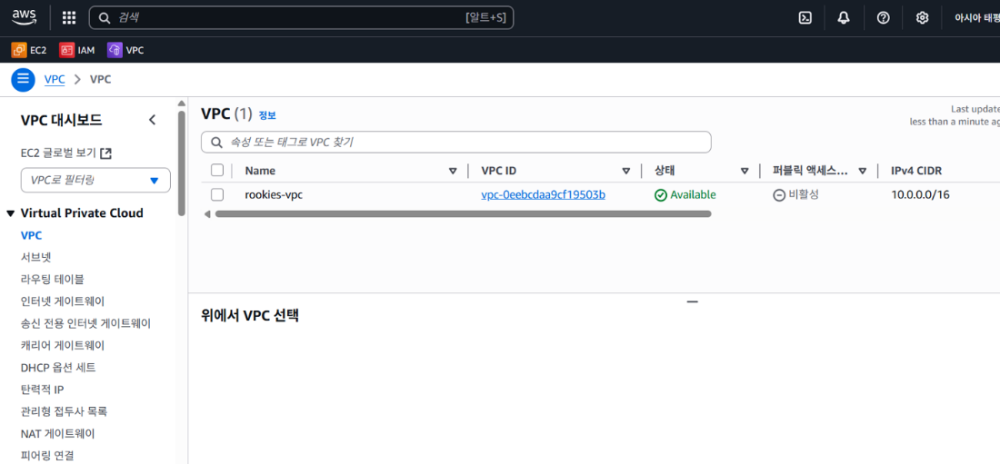 aws 검색 [알트+S] 아시아 태평
EC2 IAM VPC
VPC > VPC
VPC 대시보드
EC2 글로벌 보기
VPC로 필터링
Virtual Private Cloud
VPC
서브넷
라우팅 테이블
인터넷 게이트웨이
송신 전용 인터넷 게이트웨이
캐리어 게이트웨이
DHCP 옵션 세트
탄력적 IP
관리형 접두사 목록
NAT 게이트웨이
피어링 연결
VPC (1) 정보
Last update
less than a minute ag
속성 또는 태그로 VPC 찾기
Name VPC ID 상태 퍼블릭 액세스... IPv4 CIDR
rookies-vpc vpc-0eebcdaa9cf19503b Available 비활성 10.0.0.0/16
위에서 VPC 선택